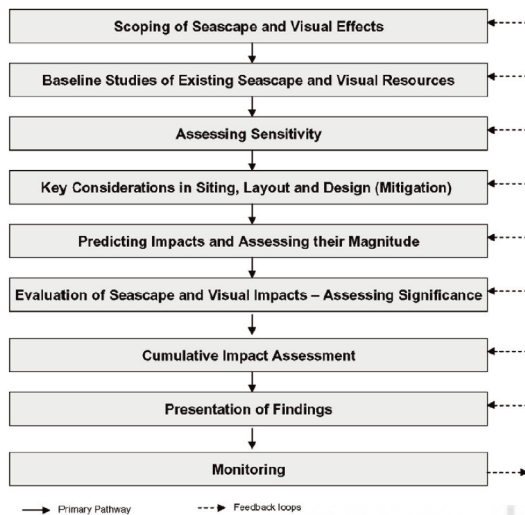 Scoping of Seascape and Visual Effects
Baseline Studies of Existing Seascape and Visual Resources
Assessing Sensitivity
Key Considerations in Siting, Layout and Design (Mitigation)
Predicting Impacts and Assessing their Magnitude
Evaluation of Seascape and Visual Impacts – Assessing Significance
Cumulative Impact Assessment
Presentation of Findings
Monitoring
Primary Pathway Feedback loops